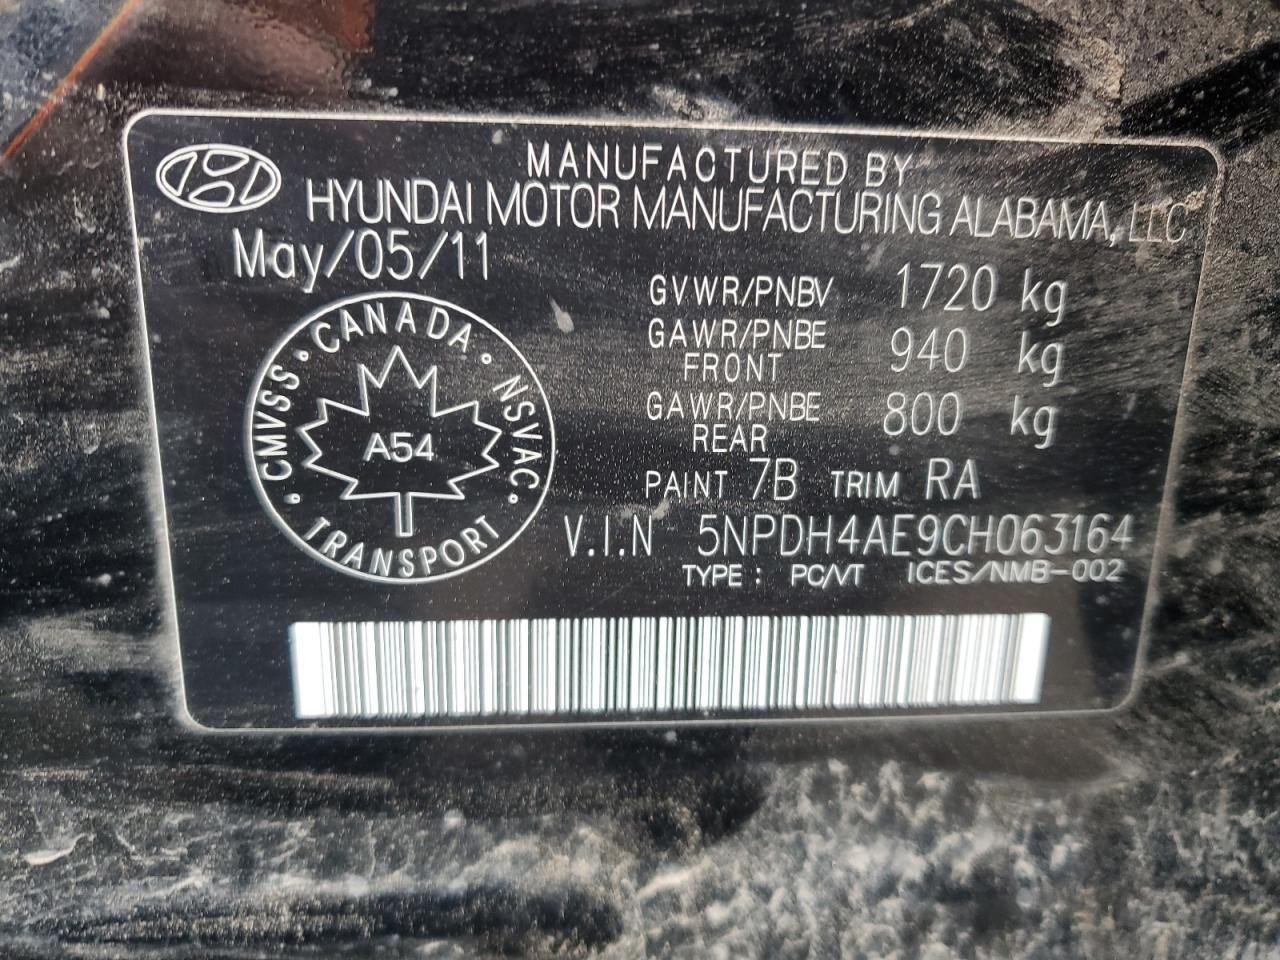 MANUFACTURED BY
HYUNDAI MOTOR MANUFACTURING ALABAMA, LLC
May/05/11
GVWR/PNBV 1720 kg
GAWR/PNBE FRONT 940 kg
GAWR/PNBE REAR 800 kg
PAINT 7B TRIM RA
V.I.N 5NPDH4AE9CH063164
TYPE : PC/VT ICES/NMB-002
CANADA · NSVAC · TRANSPORT · CMVSS ·
A54